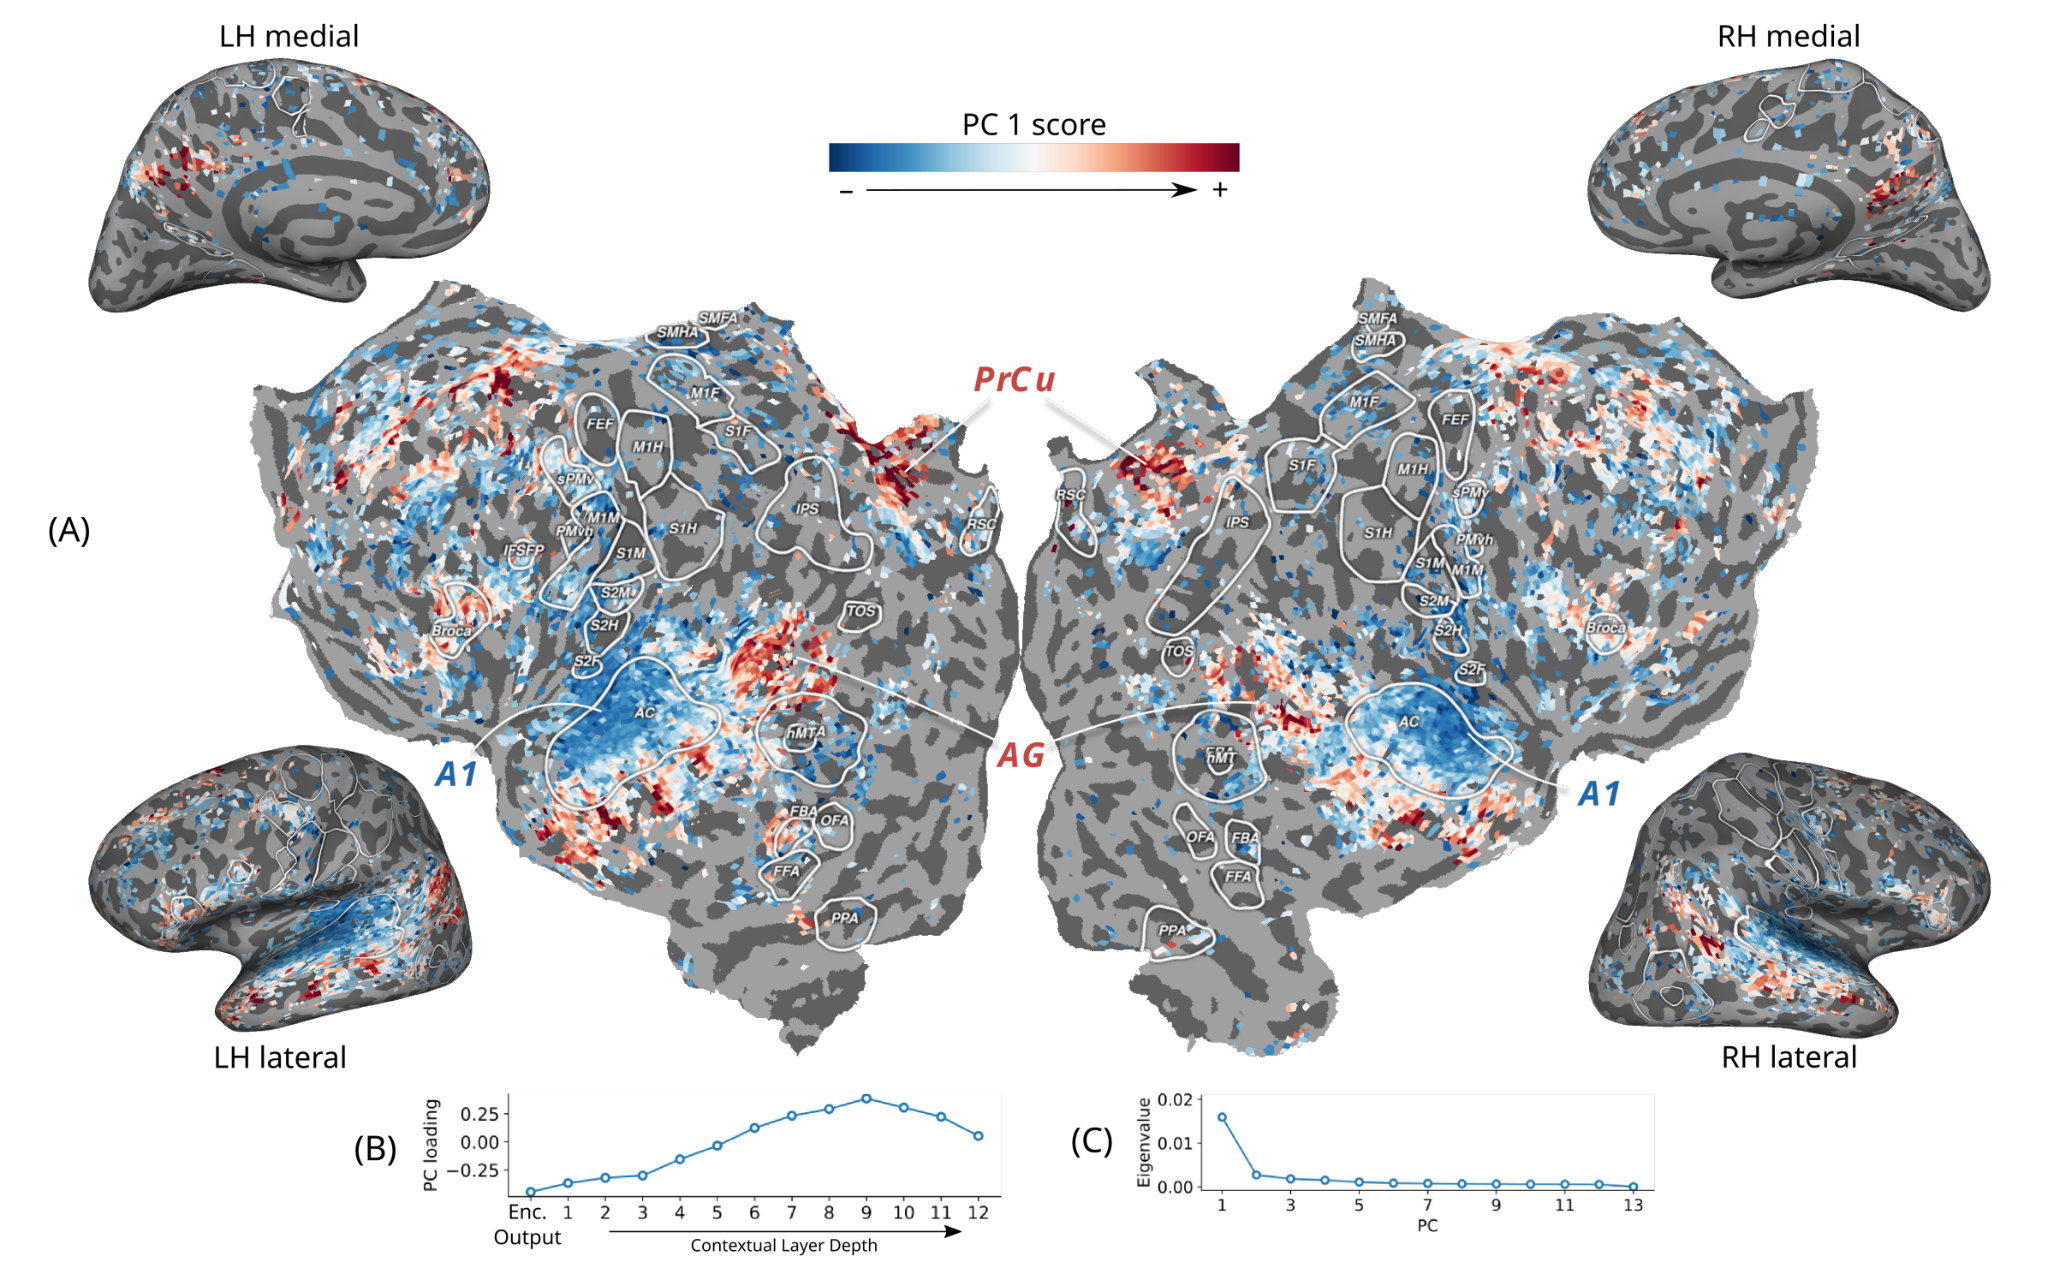 LH medial
RH medial
PC 1 score
– +
SMFA
SMHA
M1F
S1F
FEF
M1H
sPMv
M1M
PMvh
IFSFP
S1M
S1H
S2M
S2H
S2F
Broca
IPS
RSC
TOS
AC
hMT
FBA
OFA
FFA
PPA
PrCu
(A)
A1
AG
A1
SMFA
SMHA
M1F
FEF
S1F
M1H
RSC
IPS
sPMv
S1H
PMvh
S1M
M1M
S2M
S2H
Broca
TOS
S2F
AC
hMT
OFA
FBA
FFA
PPA
LH lateral
RH lateral
(B)
PC loading
0.25
0.00
−0.25
Enc. 1 2 3 4 5 6 7 8 9 10 11 12
Output
Contextual Layer Depth
(C)
Eigenvalue
0.02
0.01
0.00
1 3 5 7 9 11 13
PC